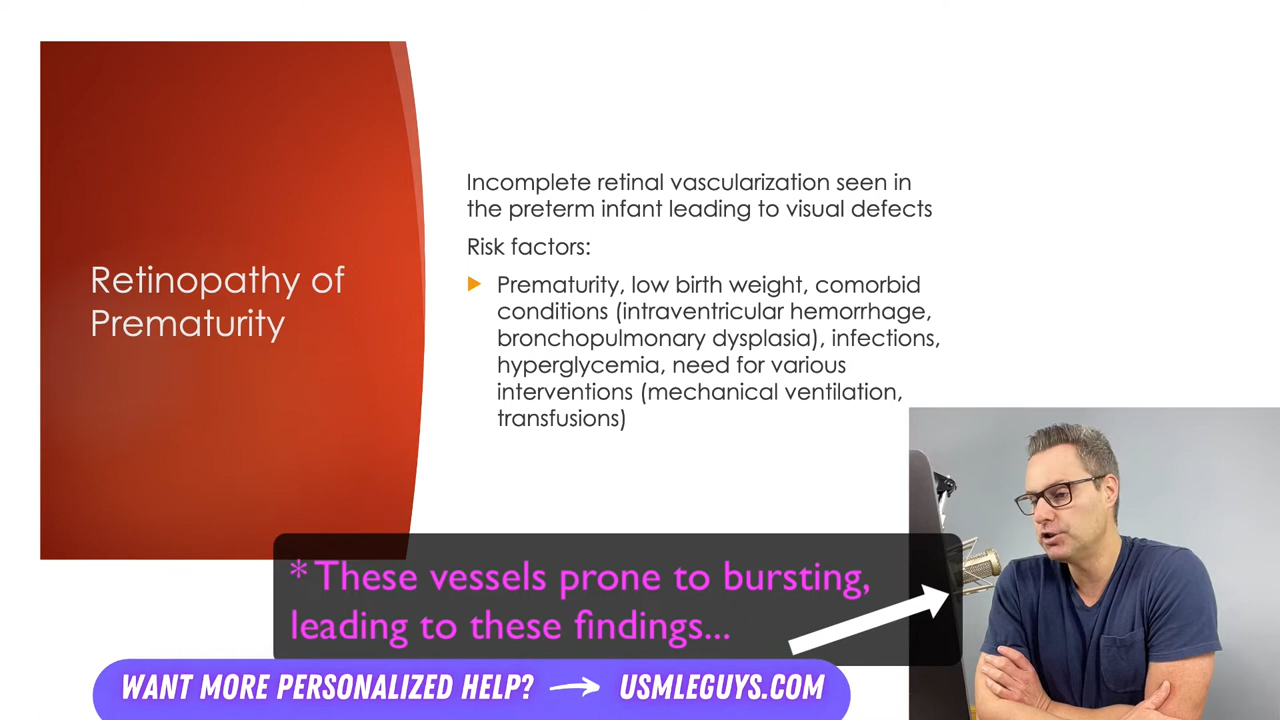 Retinopathy of
Prematurity
Incomplete retinal vascularization seen in
the preterm infant leading to visual defects
Risk factors:
Prematurity, low birth weight, comorbid
conditions (intraventricular hemorrhage,
bronchopulmonary dysplasia), infections,
hyperglycemia, need for various
interventions (mechanical ventilation,
transfusions)
* These vessels prone to bursting,
leading to these findings...
WANT MORE PERSONALIZED HELP? → USMLEGUYS.COM